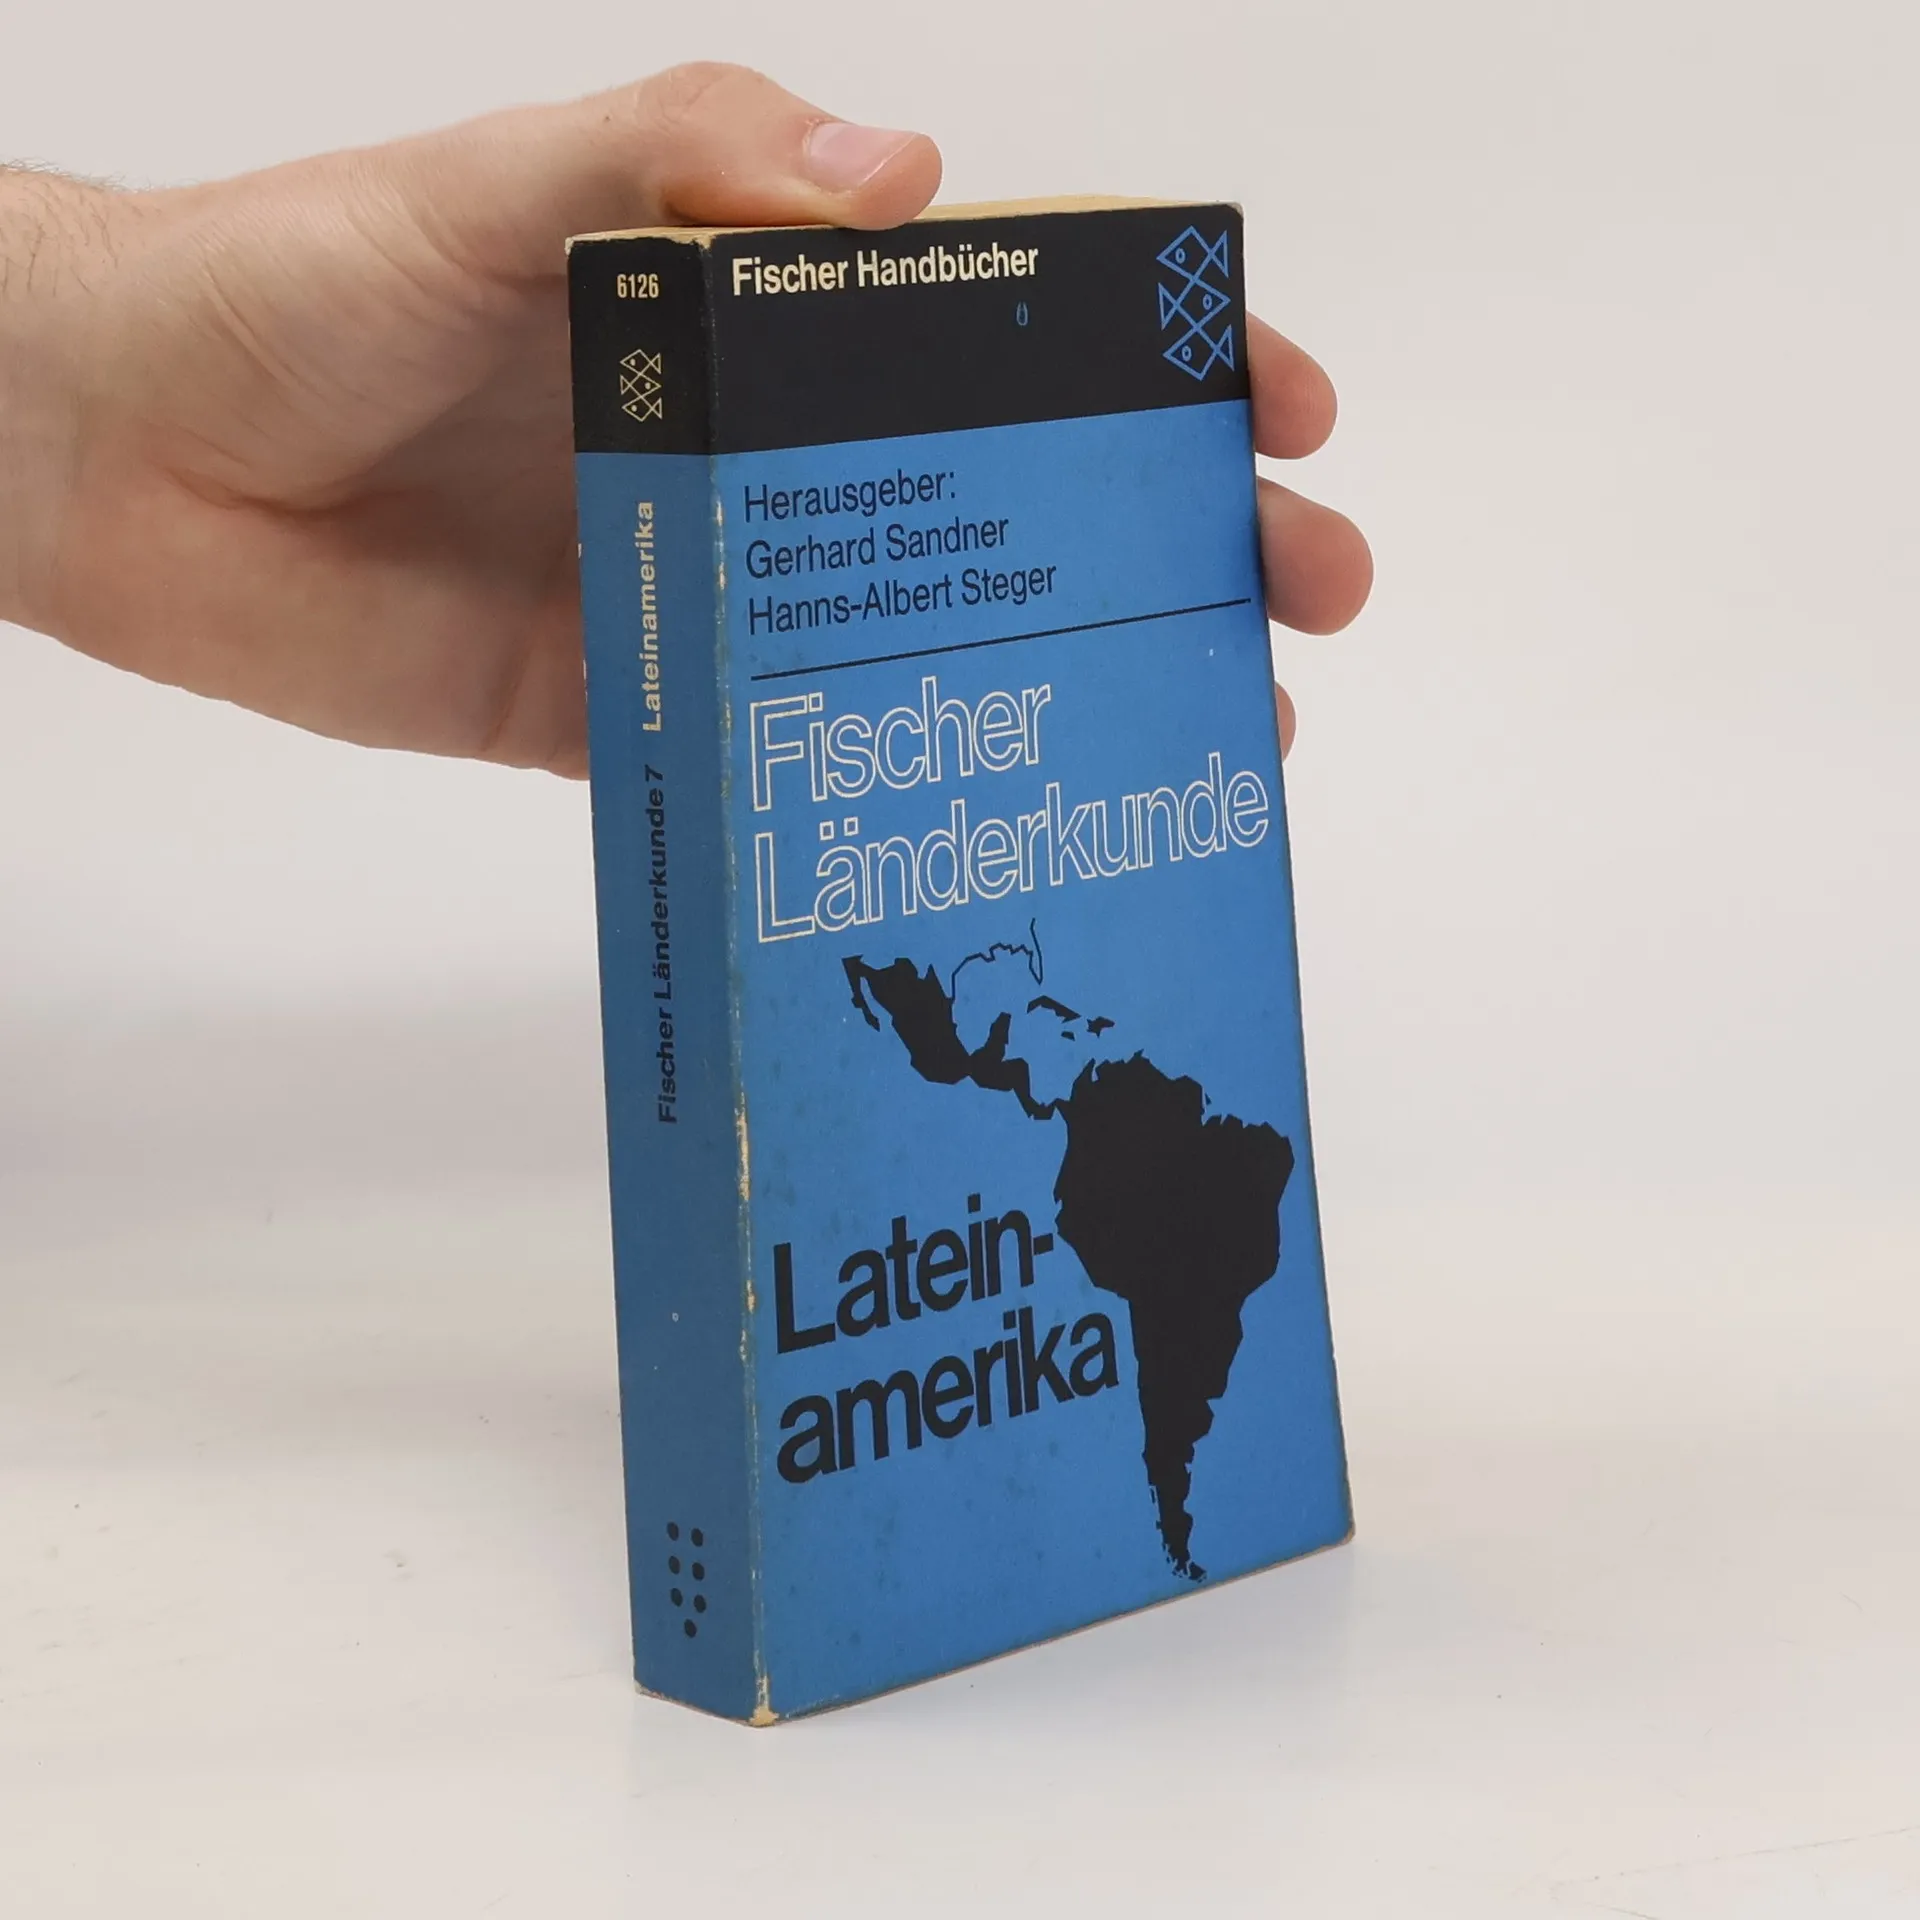 6126
Lateinamerika
Fischer Länderkunde 7
Fischer Handbücher
Herausgeber:
Gerhard Sandner
Hanns-Albert Steger
Fischer
Länderkunde
Latein-
amerika